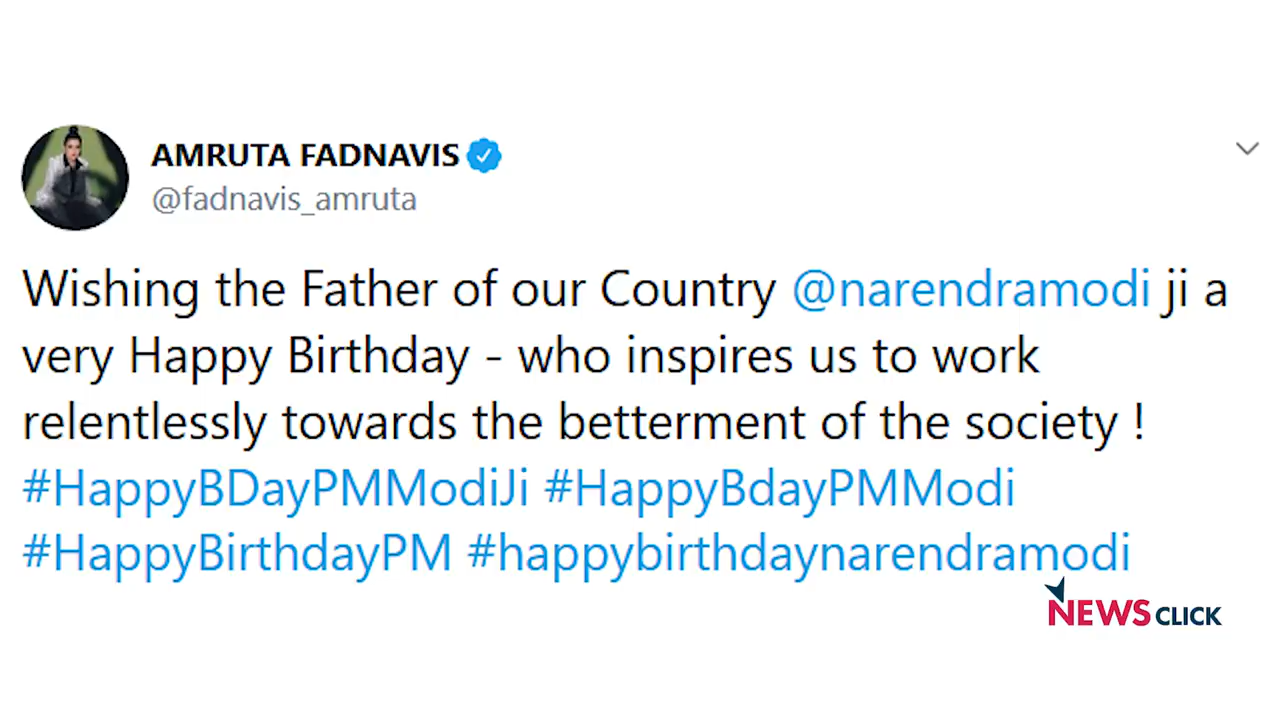 AMRUTA FADNAVIS
@fadnavis_amruta
Wishing the Father of our Country @narendramodi ji a
very Happy Birthday - who inspires us to work
relentlessly towards the betterment of the society !
#HappyBDayPMModiJi #HappyBdayPMModi
#HappyBirthdayPM #happybirthdaynarendramodi
NEWSCLICK